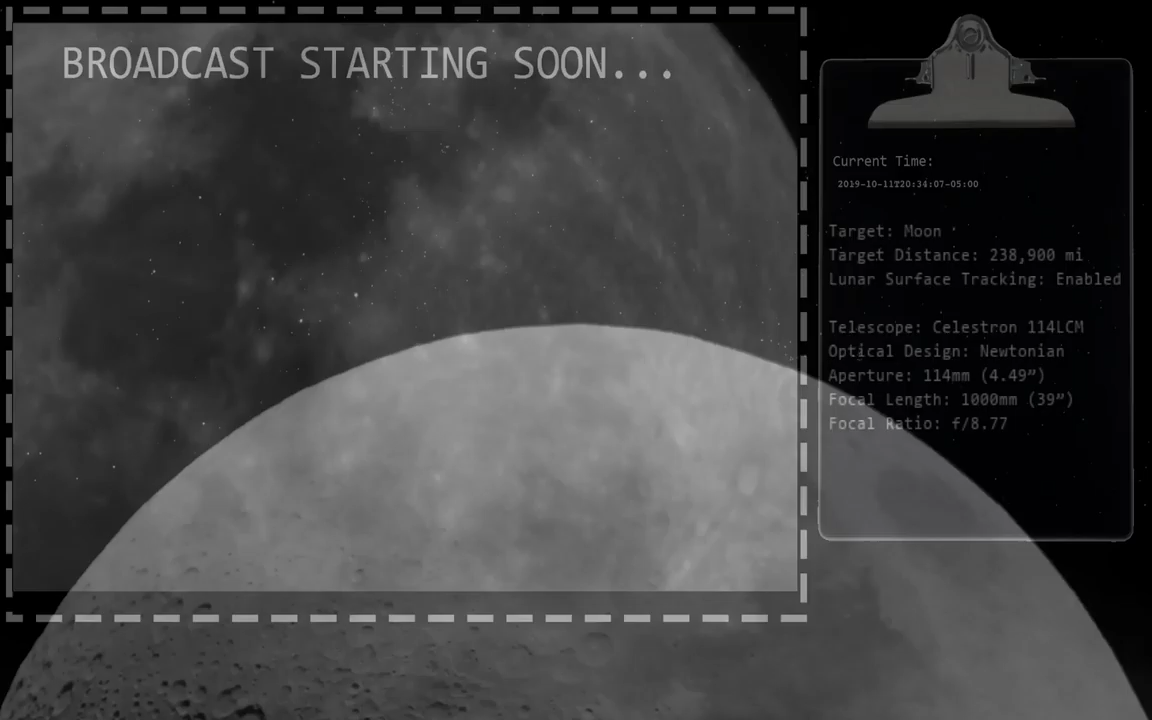 BROADCAST STARTING SOON...
Current Time:
2019-10-11T20:34:07-05:00
Target: Moon
Target Distance: 238,900 mi
Lunar Surface Tracking: Enabled
Telescope: Celestron 114LCM
Optical Design: Newtonian
Aperture: 114mm (4.49”)
Focal Length: 1000mm (39”)
Focal Ratio: f/8.77